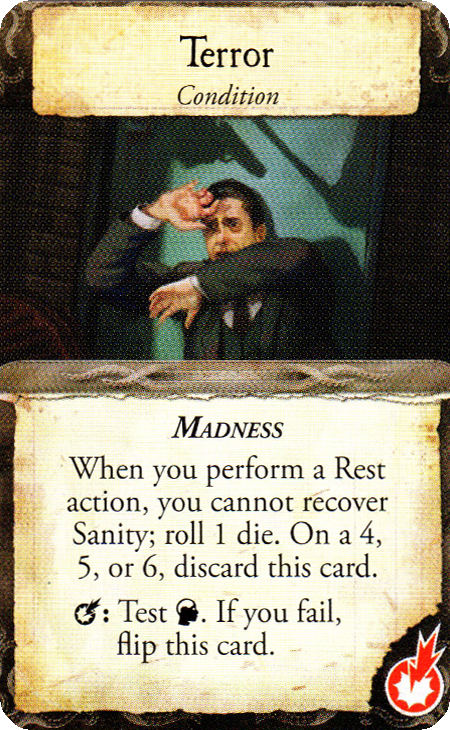 Terror
Condition
MADNESS
When you perform a Rest
action, you cannot recover
Sanity; roll 1 die. On a 4,
5, or 6, discard this card.
: Test . If you fail,
flip this card.